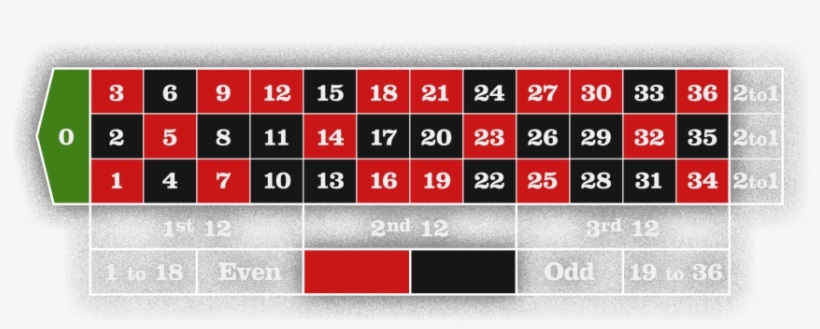 3 6 9 12 15 18 21 24 27 30 33 36 2to1
0 2 5 8 11 14 17 20 23 26 29 32 35 2to1
1 4 7 10 13 16 19 22 25 28 31 34 2to1
1st 12 2nd 12 3rd 12
1 to 18 Even Odd 19 to 36